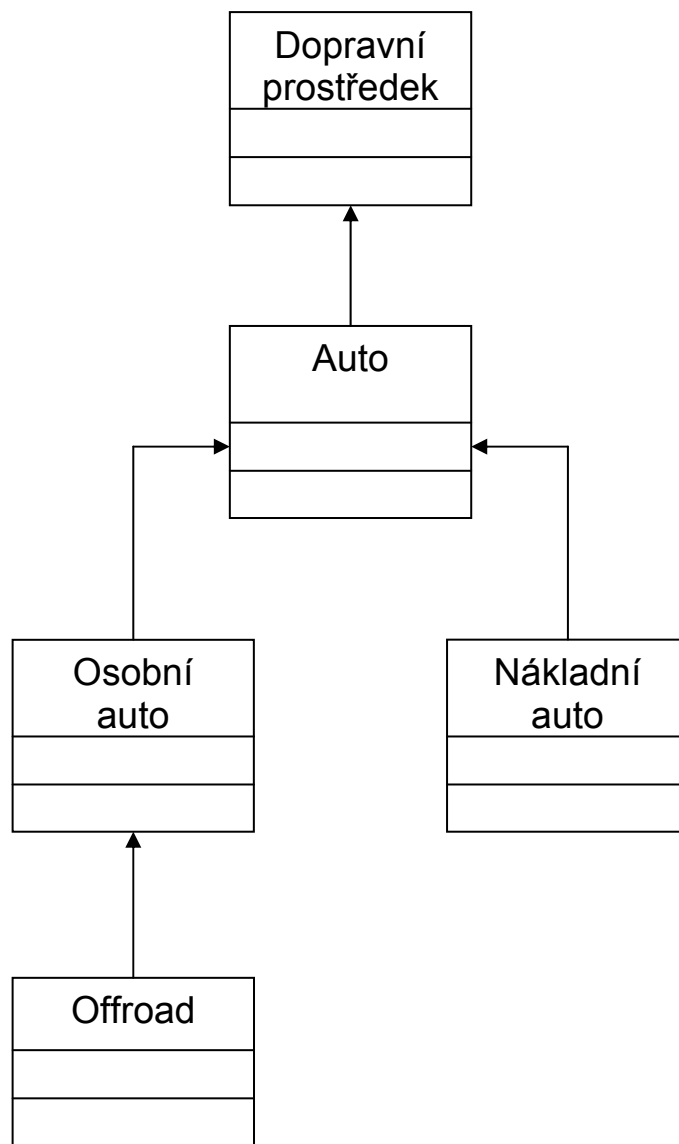 Dopravní
prostředek
Auto
Osobní
auto
Nákladní
auto
Offroad